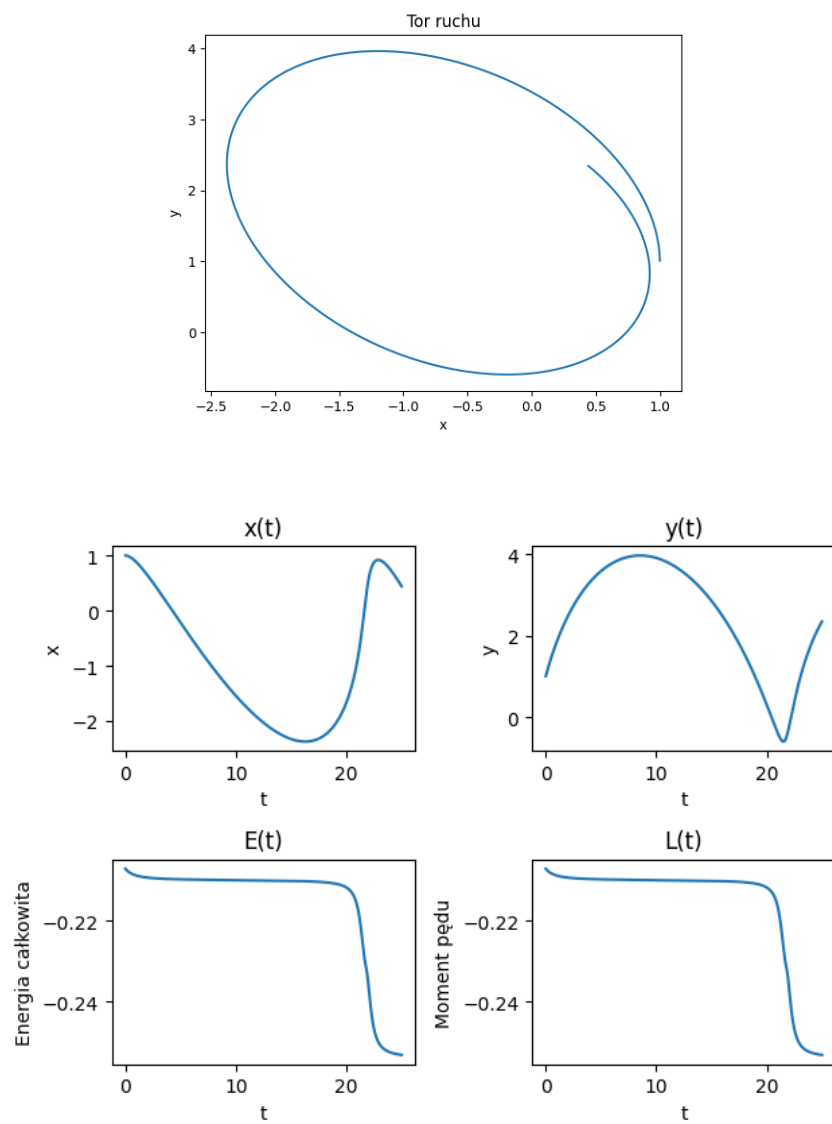 Tor ruchu
4
3
2
1
0
y
−2.5 −2.0 −1.5 −1.0 −0.5 0.0 0.5 1.0
x
x(t)
1
0
−1
−2
x
0 10 20
t
y(t)
4
2
0
y
0 10 20
t
E(t)
−0.22
−0.24
Energia całkowita
0 10 20
t
L(t)
−0.22
−0.24
Moment pędu
0 10 20
t